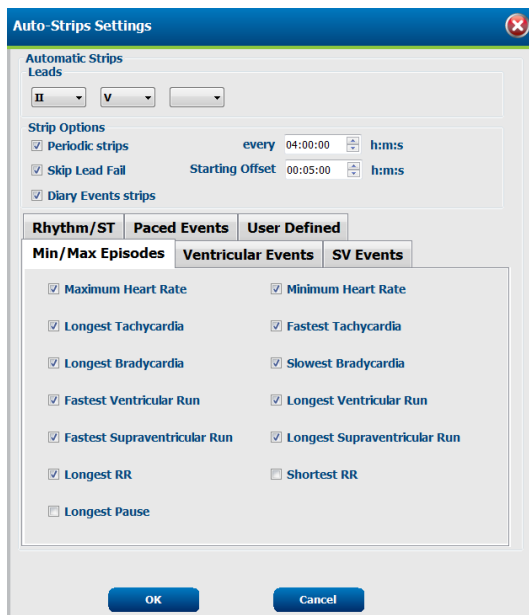 Auto-Strips Settings
Automatic Strips
Leads
II V
Strip Options
Periodic strips every 04:00:00 h:m:s
Skip Lead Fail Starting Offset 00:05:00 h:m:s
Diary Events strips
Rhythm/ST Paced Events User Defined
Min/Max Episodes Ventricular Events SV Events
Maximum Heart Rate Minimum Heart Rate
Longest Tachycardia Fastest Tachycardia
Longest Bradycardia Slowest Bradycardia
Fastest Ventricular Run Longest Ventricular Run
Fastest Supraventricular Run Longest Supraventricular Run
Longest RR Shortest RR
Longest Pause
OK Cancel